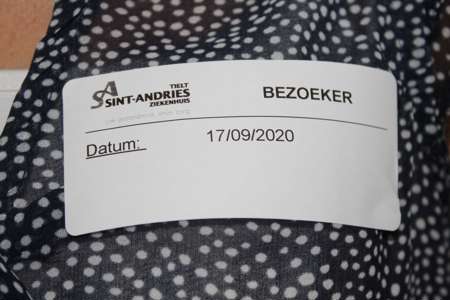 TIELT
SINT-ANDRIES
ZIEKENHUIS
BEZOEKER
Datum: 17/09/2020